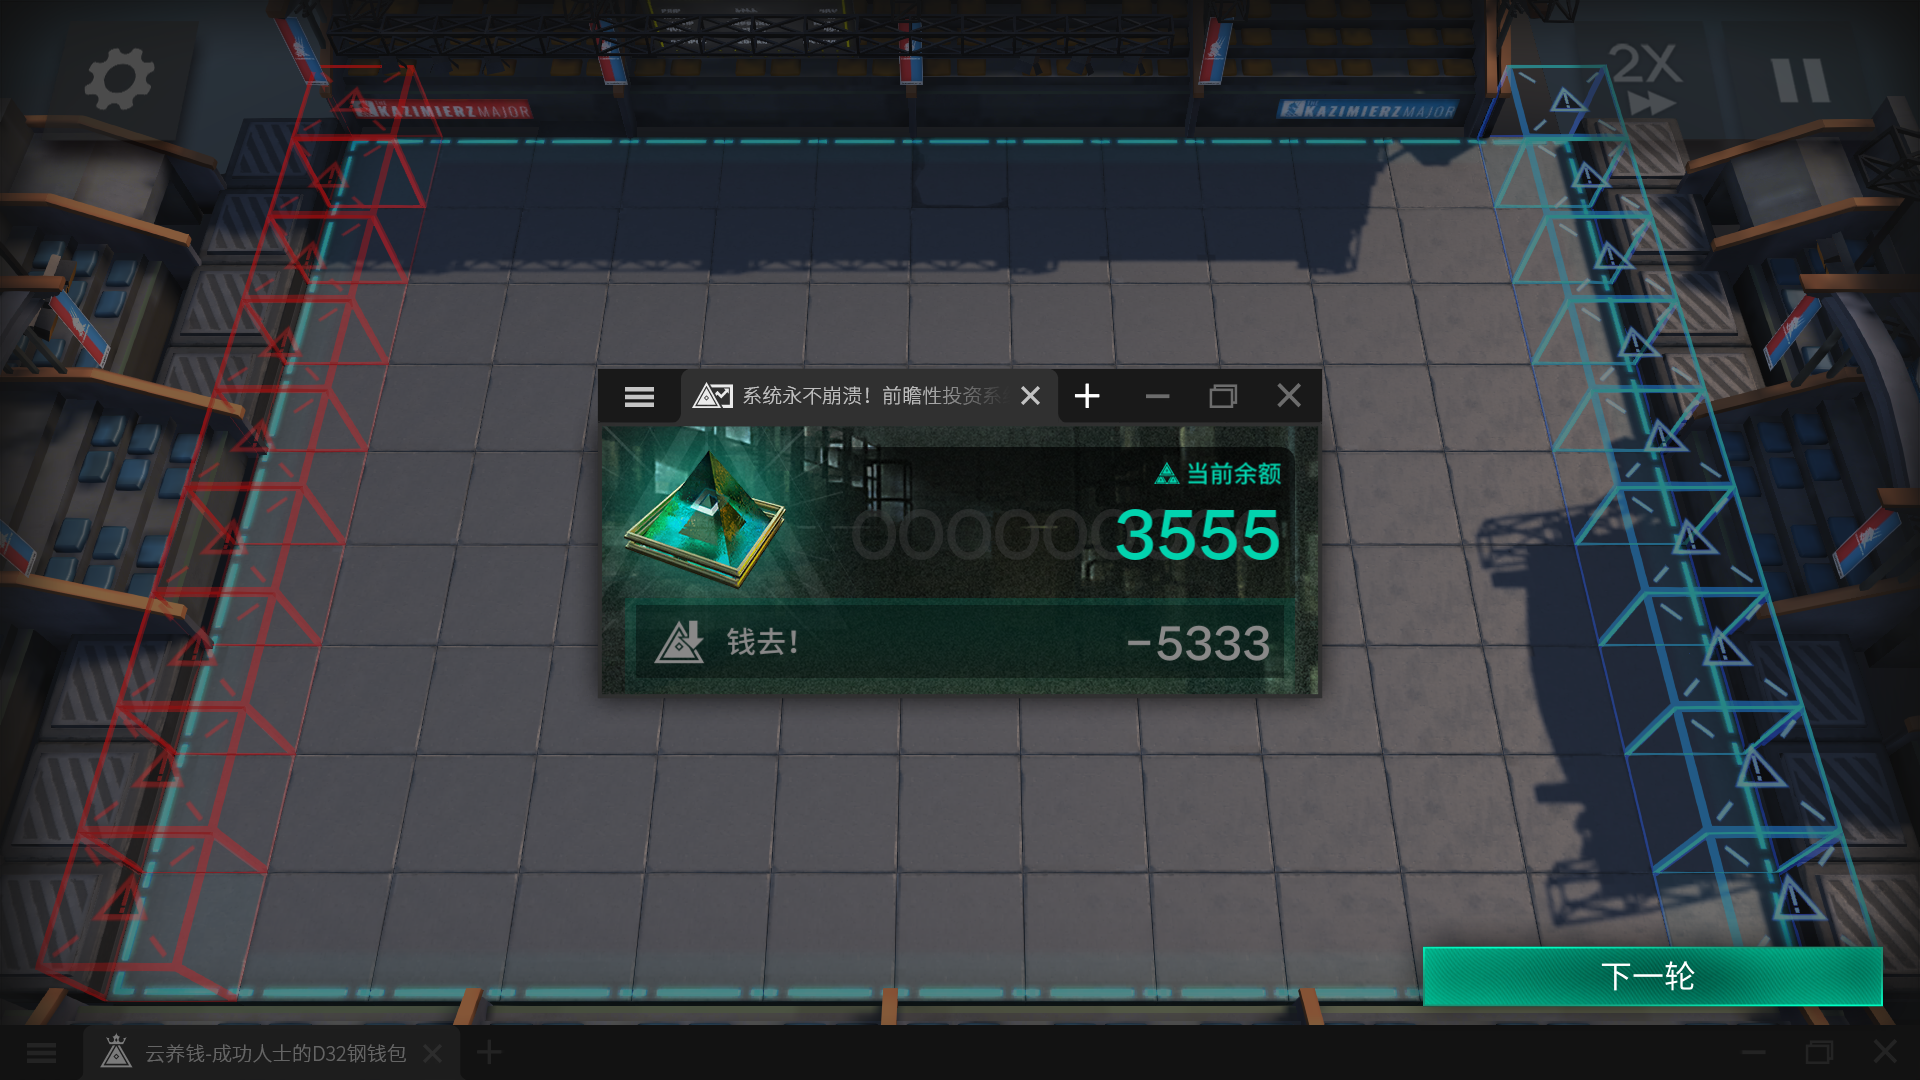 2X
KAZIMIERZ MAJOR
KAZIMIERZ MAJOR
系统永不崩溃！前瞻性投资系
当前余额
3555
钱去！
-5333
下一轮
云养钱-成功人士的D32钢钱包